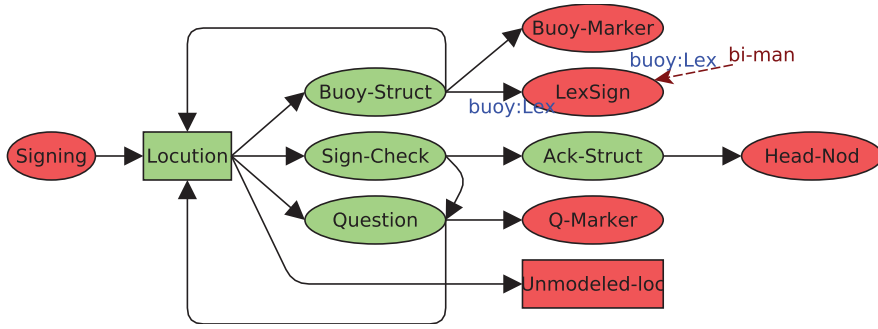 Buoy-Marker
buoy:Lex bi-man
Buoy-Struct LexSign
buoy:Lex
Signing Locution Sign-Check Ack-Struct Head-Nod
Question Q-Marker
Unmodeled-loc